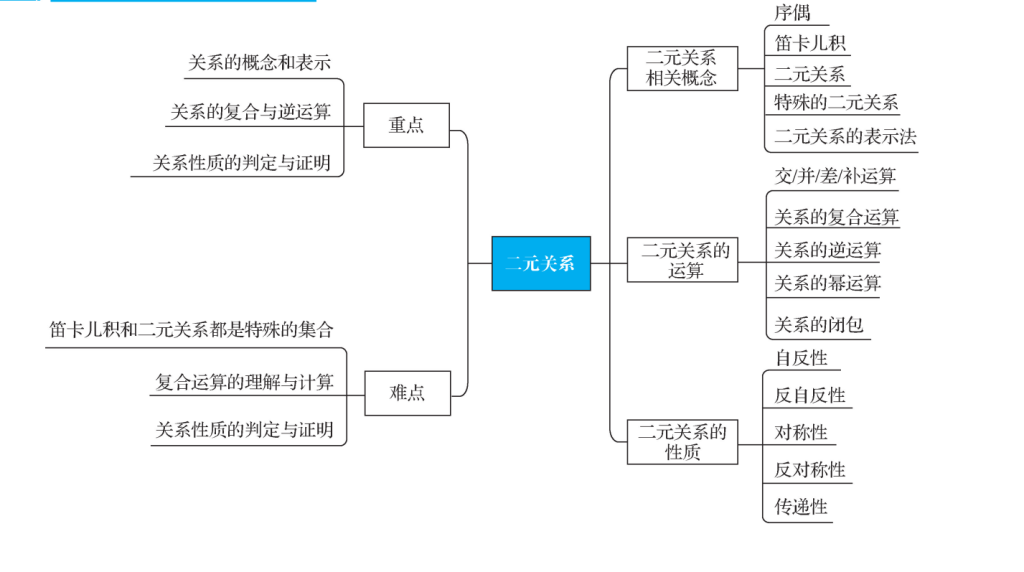 关系的概念和表示
关系的复合与逆运算
关系性质的判定与证明
重点
笛卡儿积和二元关系都是特殊的集合
复合运算的理解与计算
关系性质的判定与证明
难点
二元关系
二元关系
相关概念
序偶
笛卡儿积
二元关系
特殊的二元关系
二元关系的表示法
二元关系的
运算
交/并/差/补运算
关系的复合运算
关系的逆运算
关系的幂运算
关系的闭包
二元关系的
性质
自反性
反自反性
对称性
反对称性
传递性